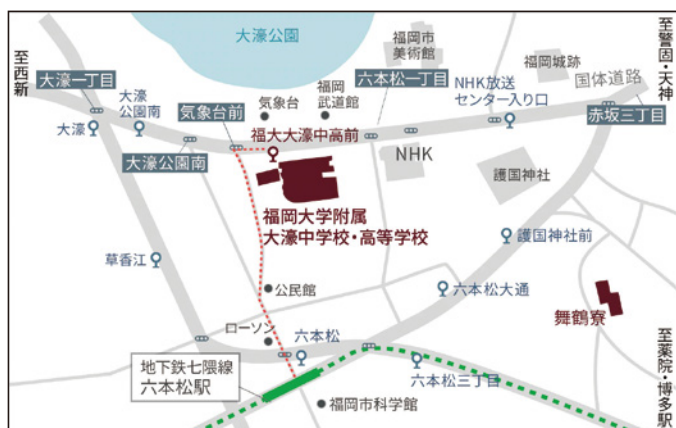 大濠公園
福岡市
美術館
福岡城跡
国体道路
至西新
至警固・天神
大濠一丁目
大濠
公園南
大濠
気象台前
気象台
福岡
武道館
六本松一丁目
NHK放送
センター入り口
赤坂三丁目
大濠公園南
福大大濠中高前
NHK
護国神社
福岡大学附属
大濠中学校・高等学校
護国神社前
草香江
公民館
六本松大通
舞鶴寮
ローソン
六本松
地下鉄七隈線
六本松駅
六本松三丁目
福岡市科学館
至薬院・博多駅